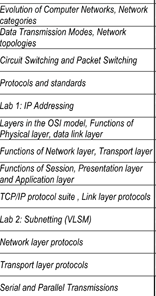 Evolution of Computer Networks, Network
categories
Data Transmission Modes, Network
topologies
Circuit Switching and Packet Switching
Protocols and standards
Lab 1: IP Addressing
Layers in the OSI model, Functions of
Physical layer, data link layer
Functions of Network layer, Transport layer
Functions of Session, Presentation layer
and Application layer
TCP/IP protocol suite , Link layer protocols
Lab 2: Subnetting (VLSM)
Network layer protocols
Transport layer protocols
Serial and Parallel Transmissions